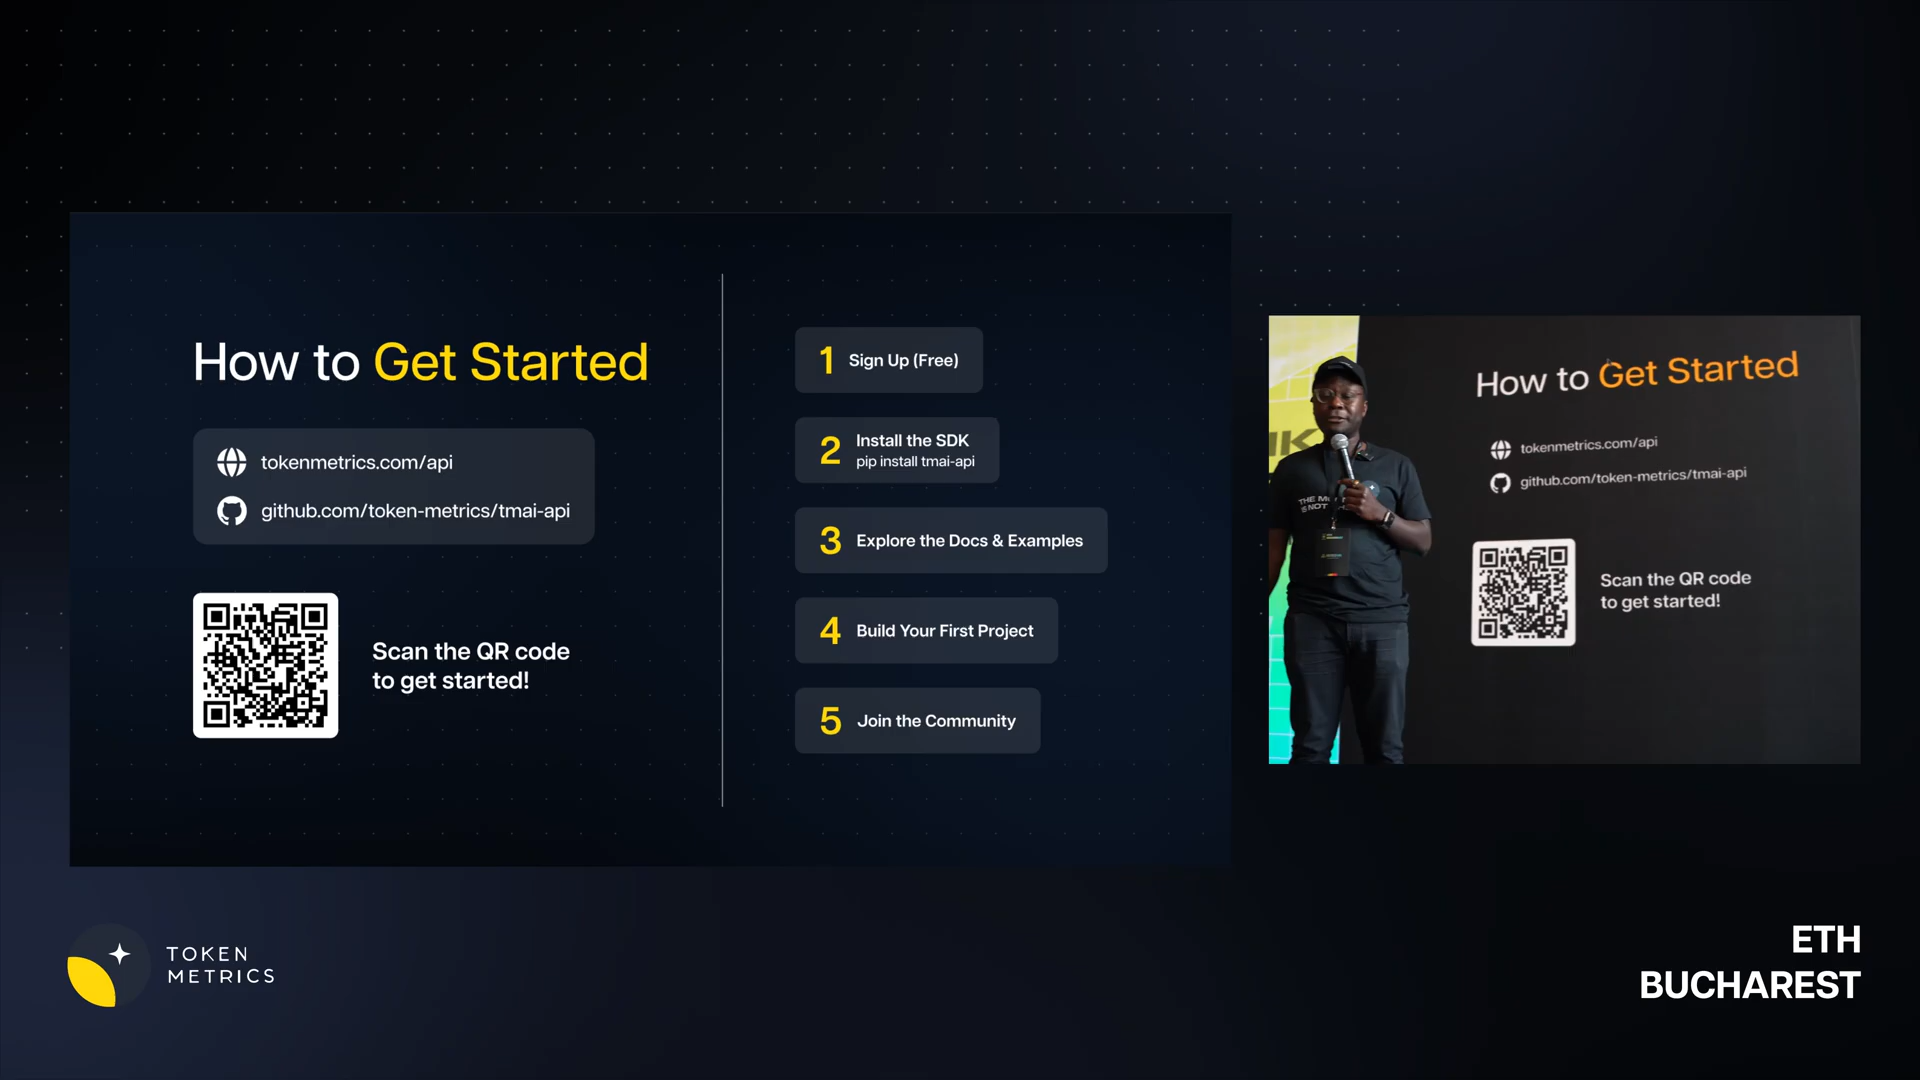 How to Get Started
tokenmetrics.com/api
github.com/token-metrics/tmai-api
Scan the QR code
to get started!
1 Sign Up (Free)
2 Install the SDK
pip install tmai-api
3 Explore the Docs & Examples
4 Build Your First Project
5 Join the Community
How to Get Started
tokenmetrics.com/api
github.com/token-metrics/tmai-api
Scan the QR code
to get started!
THE
IS NOT
TOKEN
METRICS
ETH
BUCHAREST